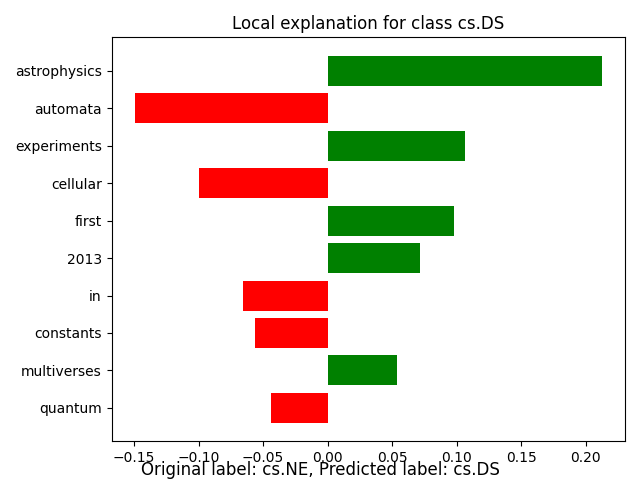 Local explanation for class cs.DS
astrophysics
automata
experiments
cellular
first
2013
in
constants
multiverses
quantum
−0.15 −0.10 −0.05 0.00 0.05 0.10 0.15 0.20
Original label: cs.NE, Predicted label: cs.DS